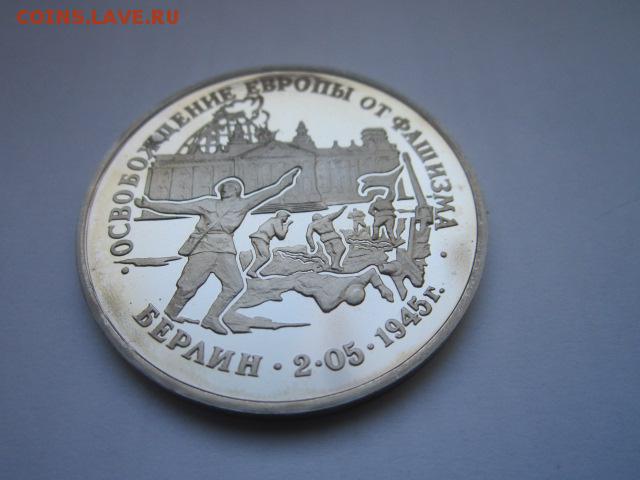 COINS.LAVE.RU
• ОСВОБОЖДЕНИЕ ЕВРОПЫ ОТ ФАШИЗМА •
БЕРЛИН • 2•05•1945г.